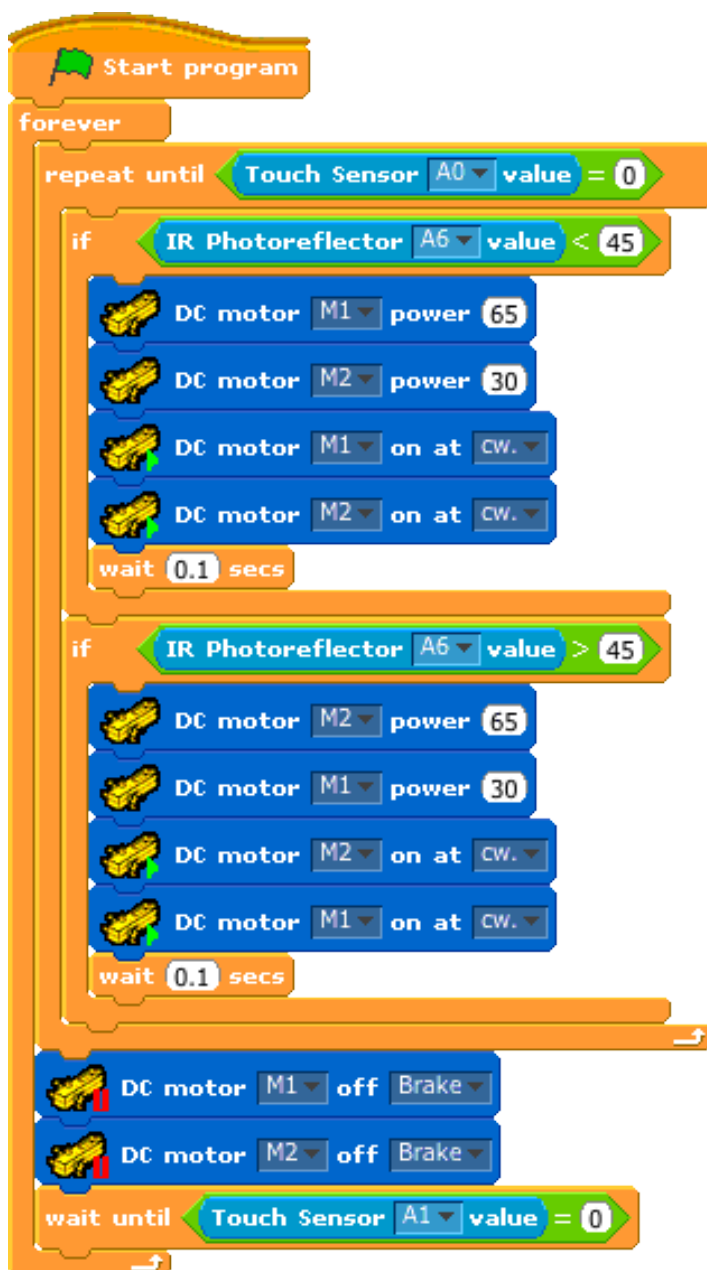 Start program
forever
repeat until Touch Sensor A0 value = 0
if IR Photoreflector A6 value < 45
DC motor M1 power 65
DC motor M2 power 30
DC motor M1 on at cw.
DC motor M2 on at cw.
wait 0.1 secs
if IR Photoreflector A6 value > 45
DC motor M2 power 65
DC motor M1 power 30
DC motor M2 on at cw.
DC motor M1 on at cw.
wait 0.1 secs
DC motor M1 off Brake
DC motor M2 off Brake
wait until Touch Sensor A1 value = 0